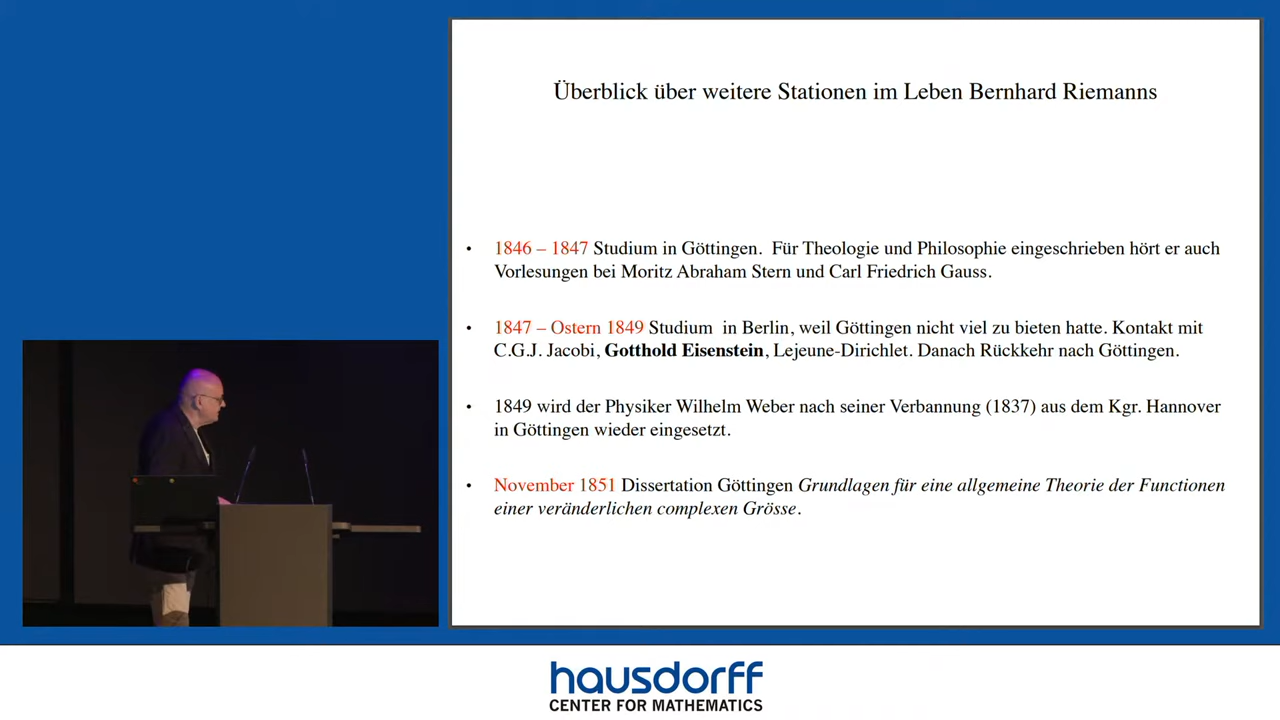 Überblick über weitere Stationen im Leben Bernhard Riemanns
• 1846 – 1847 Studium in Göttingen. Für Theologie und Philosophie eingeschrieben hört er auch
Vorlesungen bei Moritz Abraham Stern und Carl Friedrich Gauss.
• 1847 – Ostern 1849 Studium in Berlin, weil Göttingen nicht viel zu bieten hatte. Kontakt mit
C.G.J. Jacobi, Gotthold Eisenstein, Lejeune-Dirichlet. Danach Rückkehr nach Göttingen.
• 1849 wird der Physiker Wilhelm Weber nach seiner Verbannung (1837) aus dem Kgr. Hannover
in Göttingen wieder eingesetzt.
• November 1851 Dissertation Göttingen Grundlagen für eine allgemeine Theorie der Functionen
einer veränderlichen complexen Grösse.
hausdorff
CENTER FOR MATHEMATICS